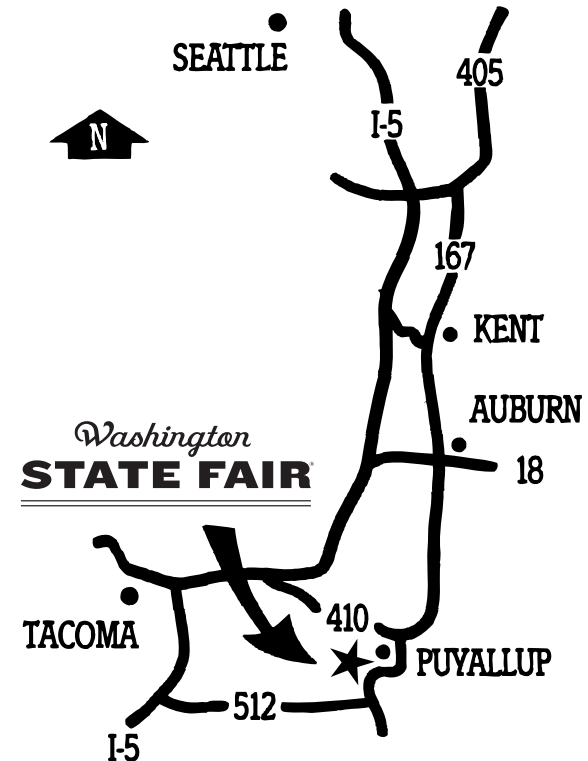 SEATTLE
405
I-5
N
167
KENT
AUBURN
Washington
STATE FAIR
18
410
TACOMA
PUYALLUP
512
I-5